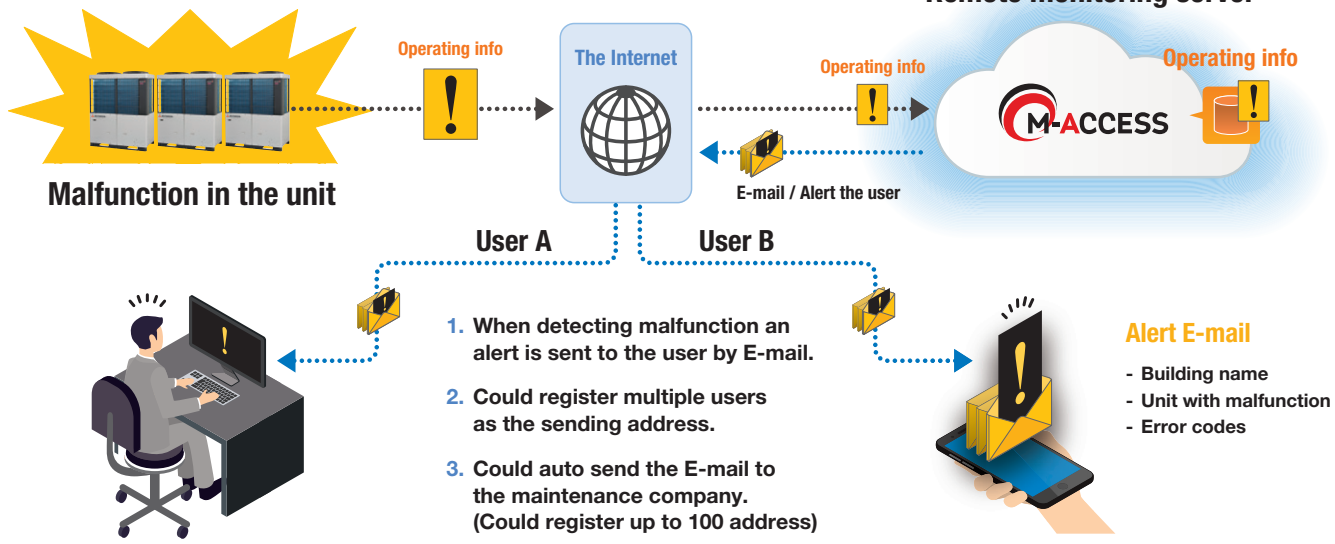 Remote monitoring server
Operating info
The Internet
Operating info
Operating info
M-ACCESS
Malfunction in the unit
E-mail / Alert the user
User A
User B
1. When detecting malfunction an
alert is sent to the user by E-mail.
2. Could register multiple users
as the sending address.
3. Could auto send the E-mail to
the maintenance company.
(Could register up to 100 address)
Alert E-mail
- Building name
- Unit with malfunction
- Error codes